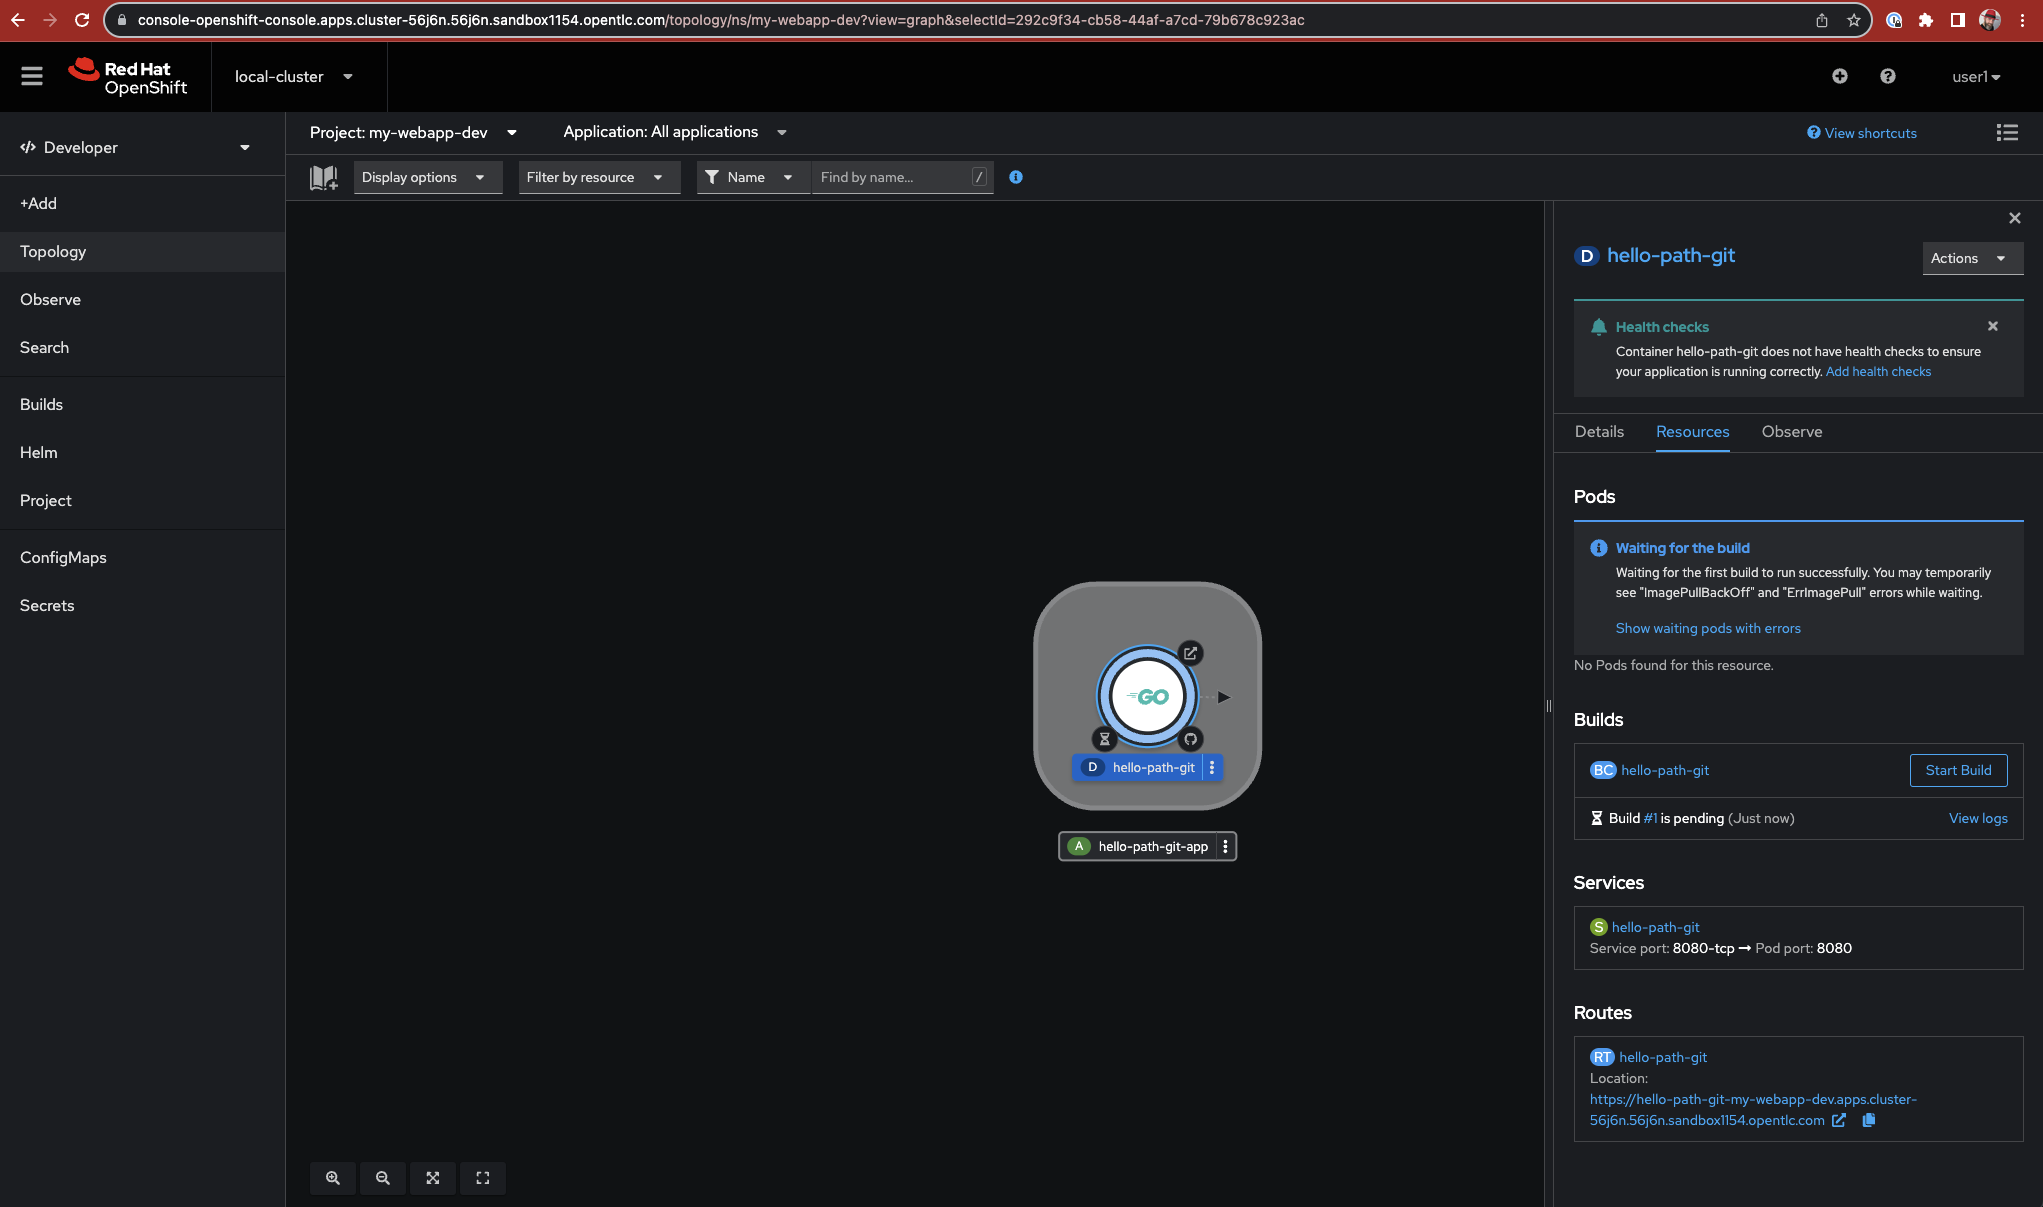 console-openshift-console.apps.cluster-56j6n.56j6n.sandbox1154.opentlc.com/topology/ns/my-webapp-dev?view=graph&selectId=292c9f34-cb58-44af-a7cd-79b678c923ac
Red Hat
OpenShift
local-cluster
user1
Developer
+Add
Topology
Observe
Search
Builds
Helm
Project
ConfigMaps
Secrets
Project: my-webapp-dev
Application: All applications
View shortcuts
Display options
Filter by resource
Name
Find by name...
/
GO
D hello-path-git
A hello-path-git-app
D hello-path-git
Actions
Health checks
Container hello-path-git does not have health checks to ensure
your application is running correctly. Add health checks
Details
Resources
Observe
Pods
Waiting for the build
Waiting for the first build to run successfully. You may temporarily
see "ImagePullBackOff" and "ErrImagePull" errors while waiting.
Show waiting pods with errors
No Pods found for this resource.
Builds
BC hello-path-git
Start Build
Build #1 is pending (Just now)
View logs
Services
S hello-path-git
Service port: 8080-tcp → Pod port: 8080
Routes
RT hello-path-git
Location:
https://hello-path-git-my-webapp-dev.apps.cluster-
56j6n.56j6n.sandbox1154.opentlc.com